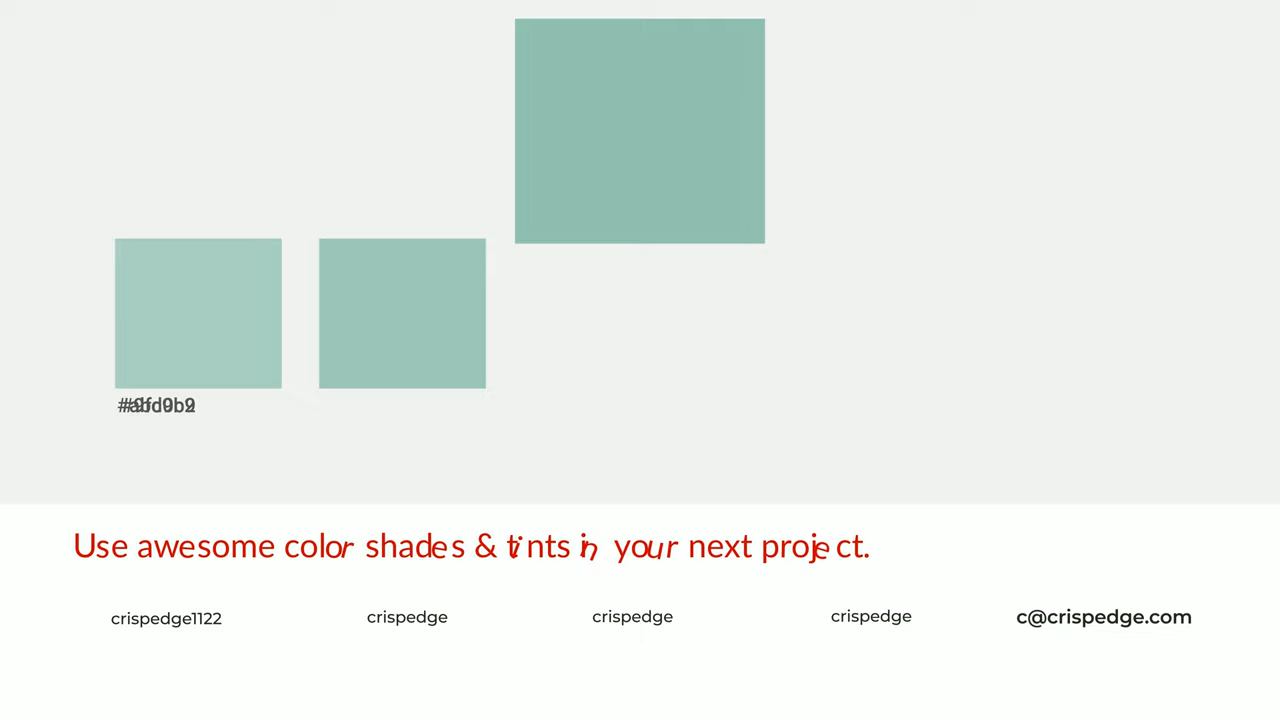 Use awesome color shades & tints in your next project.
crispedge1122 crispedge crispedge crispedge c@crispedge.com